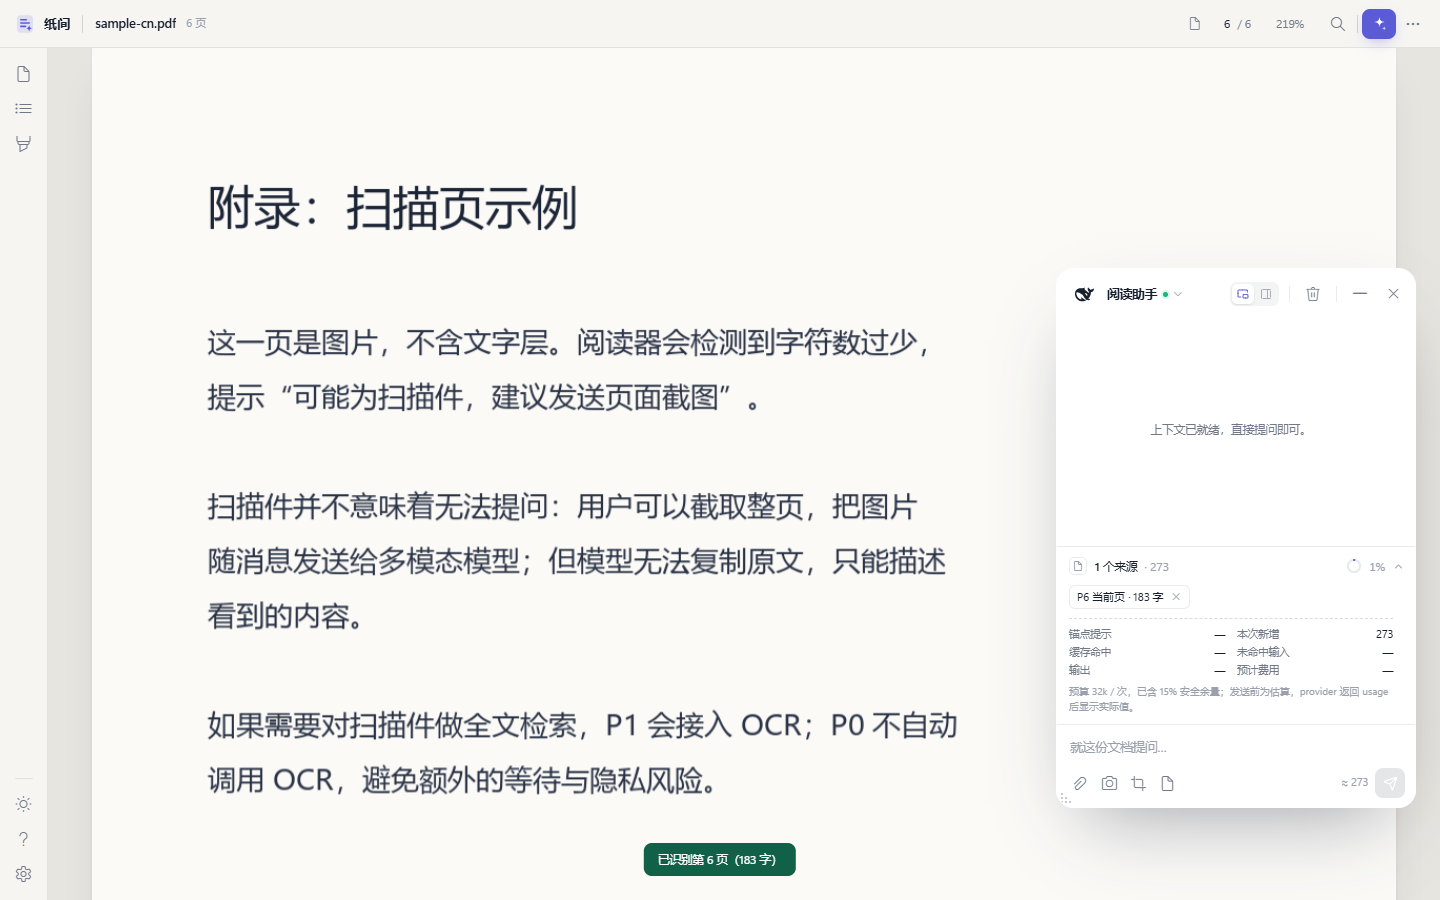 纸间
sample-cn.pdf
6 页
6 / 6
219%
附录：扫描页示例
这一页是图片，不含文字层。阅读器会检测到字符数过少，
提示“可能为扫描件，建议发送页面截图”。
扫描件并不意味着无法提问：用户可以截取整页，把图片
随消息发送给多模态模型；但模型无法复制原文，只能描述
看到的内容。
如果需要对扫描件做全文检索，P1 会接入 OCR；P0 不自动
调用 OCR，避免额外的等待与隐私风险。
已识别第 6 页（183 字）
阅读助手
上下文已就绪，直接提问即可。
1 个来源 · 273
1%
P6 当前页 · 183 字
锚点提示 — 本次新增 273
缓存命中 — 未命中输入 —
输出 — 预计费用 —
预算 32k / 次，已含 15% 安全余量；发送前为估算，provider 返回 usage
后显示实际值。
就这份文档提问...
≈ 273